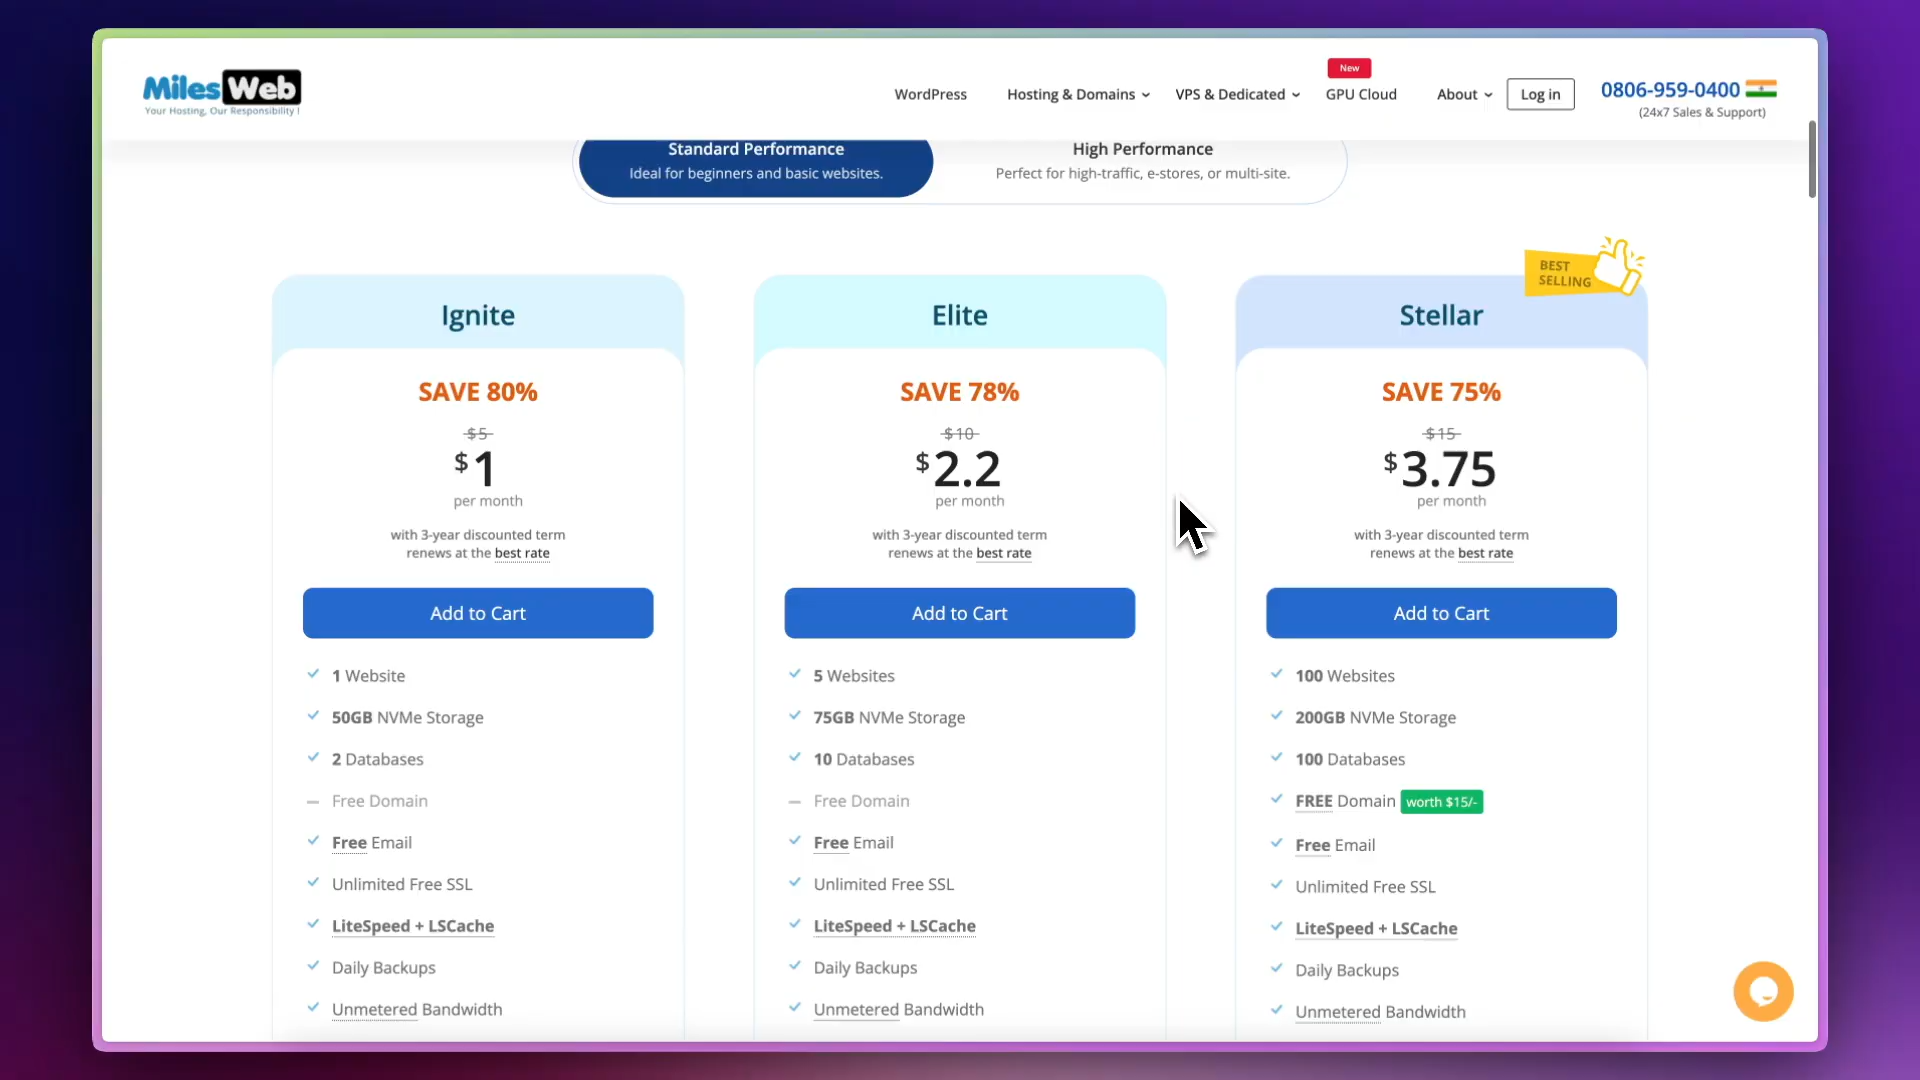 MilesWeb
Your Hosting, Our Responsibility !
WordPress
Hosting & Domains
VPS & Dedicated
New
GPU Cloud
About
Log in
0806-959-0400
(24x7 Sales & Support)
Standard Performance
Ideal for beginners and basic websites.
High Performance
Perfect for high-traffic, e-stores, or multi-site.
Ignite
SAVE 80%
$5
$1
per month
with 3-year discounted term
renews at the best rate
Add to Cart
1 Website
50GB NVMe Storage
2 Databases
Free Domain
Free Email
Unlimited Free SSL
LiteSpeed + LSCache
Daily Backups
Unmetered Bandwidth
Elite
SAVE 78%
$10
$2.2
per month
with 3-year discounted term
renews at the best rate
Add to Cart
5 Websites
75GB NVMe Storage
10 Databases
Free Domain
Free Email
Unlimited Free SSL
LiteSpeed + LSCache
Daily Backups
Unmetered Bandwidth
BEST
SELLING
Stellar
SAVE 75%
$15
$3.75
per month
with 3-year discounted term
renews at the best rate
Add to Cart
100 Websites
200GB NVMe Storage
100 Databases
FREE Domain worth $15/-
Free Email
Unlimited Free SSL
LiteSpeed + LSCache
Daily Backups
Unmetered Bandwidth